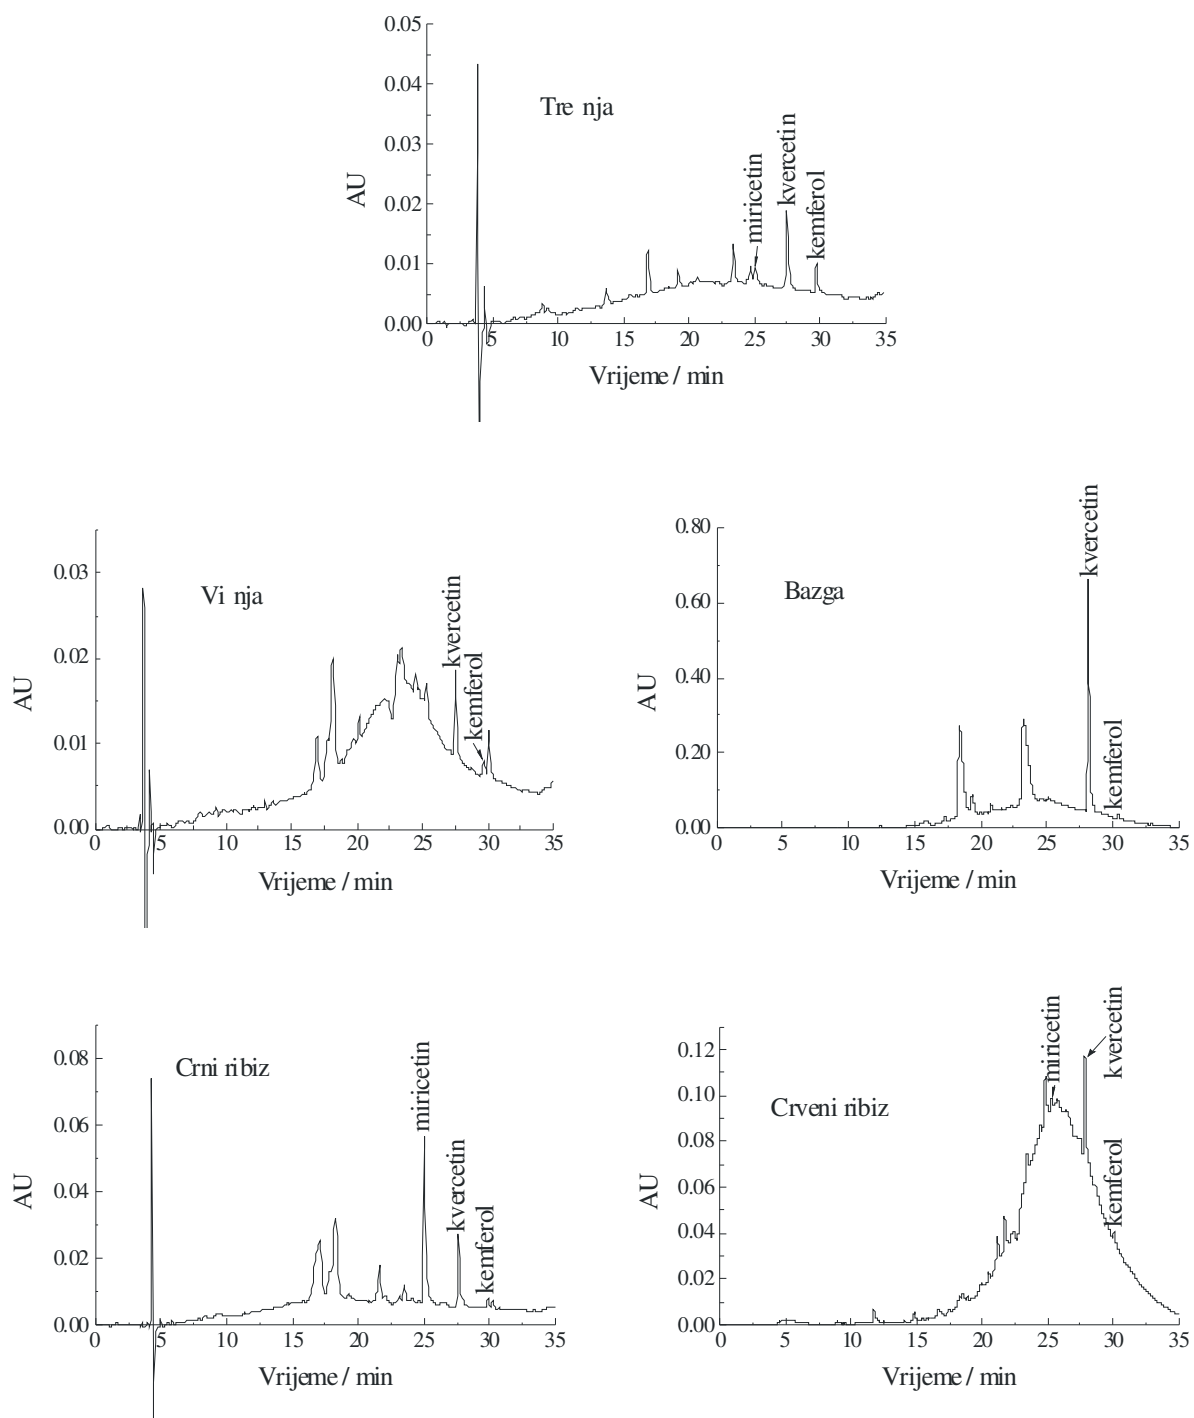 Tre nja
0.05
0.04
0.03
0.02
0.01
0.00
AU
miricetin
kvercetin
kemferol
0 5 10 15 20 25 30 35
Vrijeme / min
Vi nja
0.03
0.02
0.01
0.00
AU
kvercetin
kemferol
0 5 10 15 20 25 30 35
Vrijeme / min
Bazga
0.80
0.60
0.40
0.20
0.00
AU
kvercetin
kemferol
0 5 10 15 20 25 30 35
Vrijeme / min
Crni ribiz
0.08
0.06
0.04
0.02
0.00
AU
miricetin
kvercetin
kemferol
0 5 10 15 20 25 30 35
Vrijeme / min
Crveni ribiz
0.12
0.10
0.08
0.06
0.04
0.02
0.00
AU
miricetin
kvercetin
kemferol
0 5 10 15 20 25 30 35
Vrijeme / min